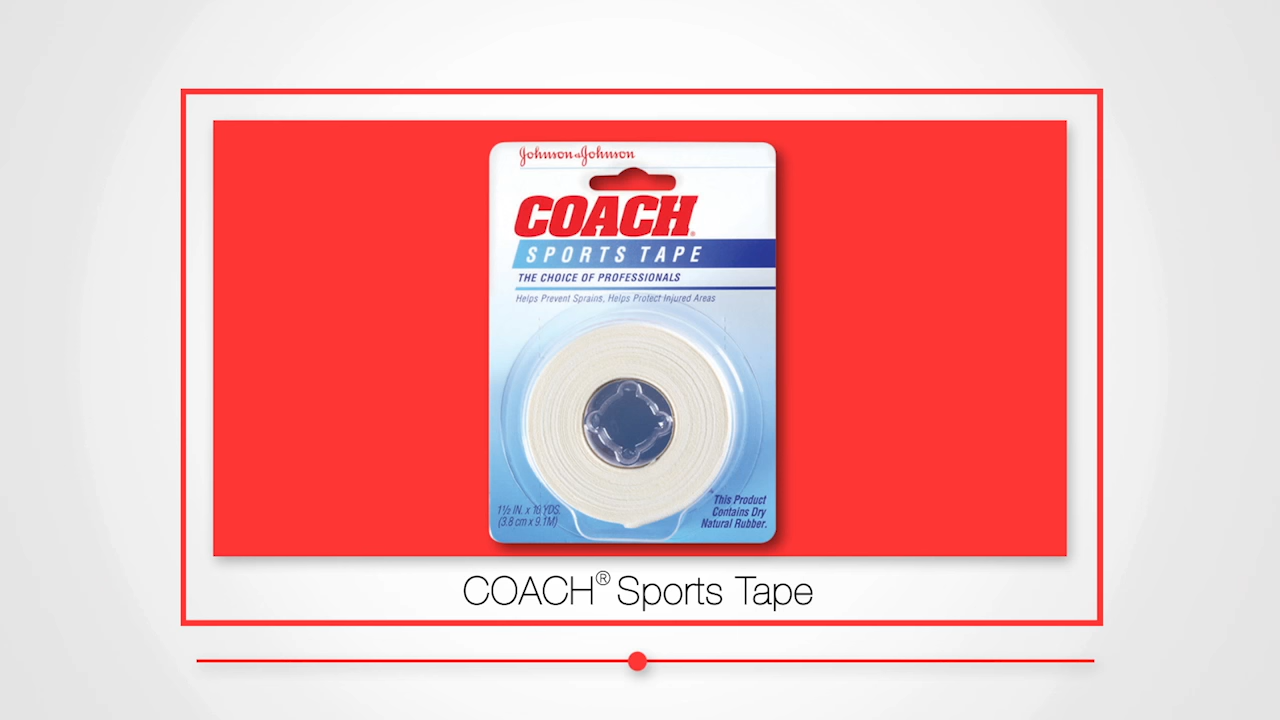 Johnson & Johnson
COACH®
SPORTS TAPE
THE CHOICE OF PROFESSIONALS
Helps Prevent Sprains, Helps Protect Injured Areas
"This Product
Contains Dry
Natural Rubber.
1½ IN. x 10 YDS.
(3.8 cm x 9.1M)
COACH® Sports Tape